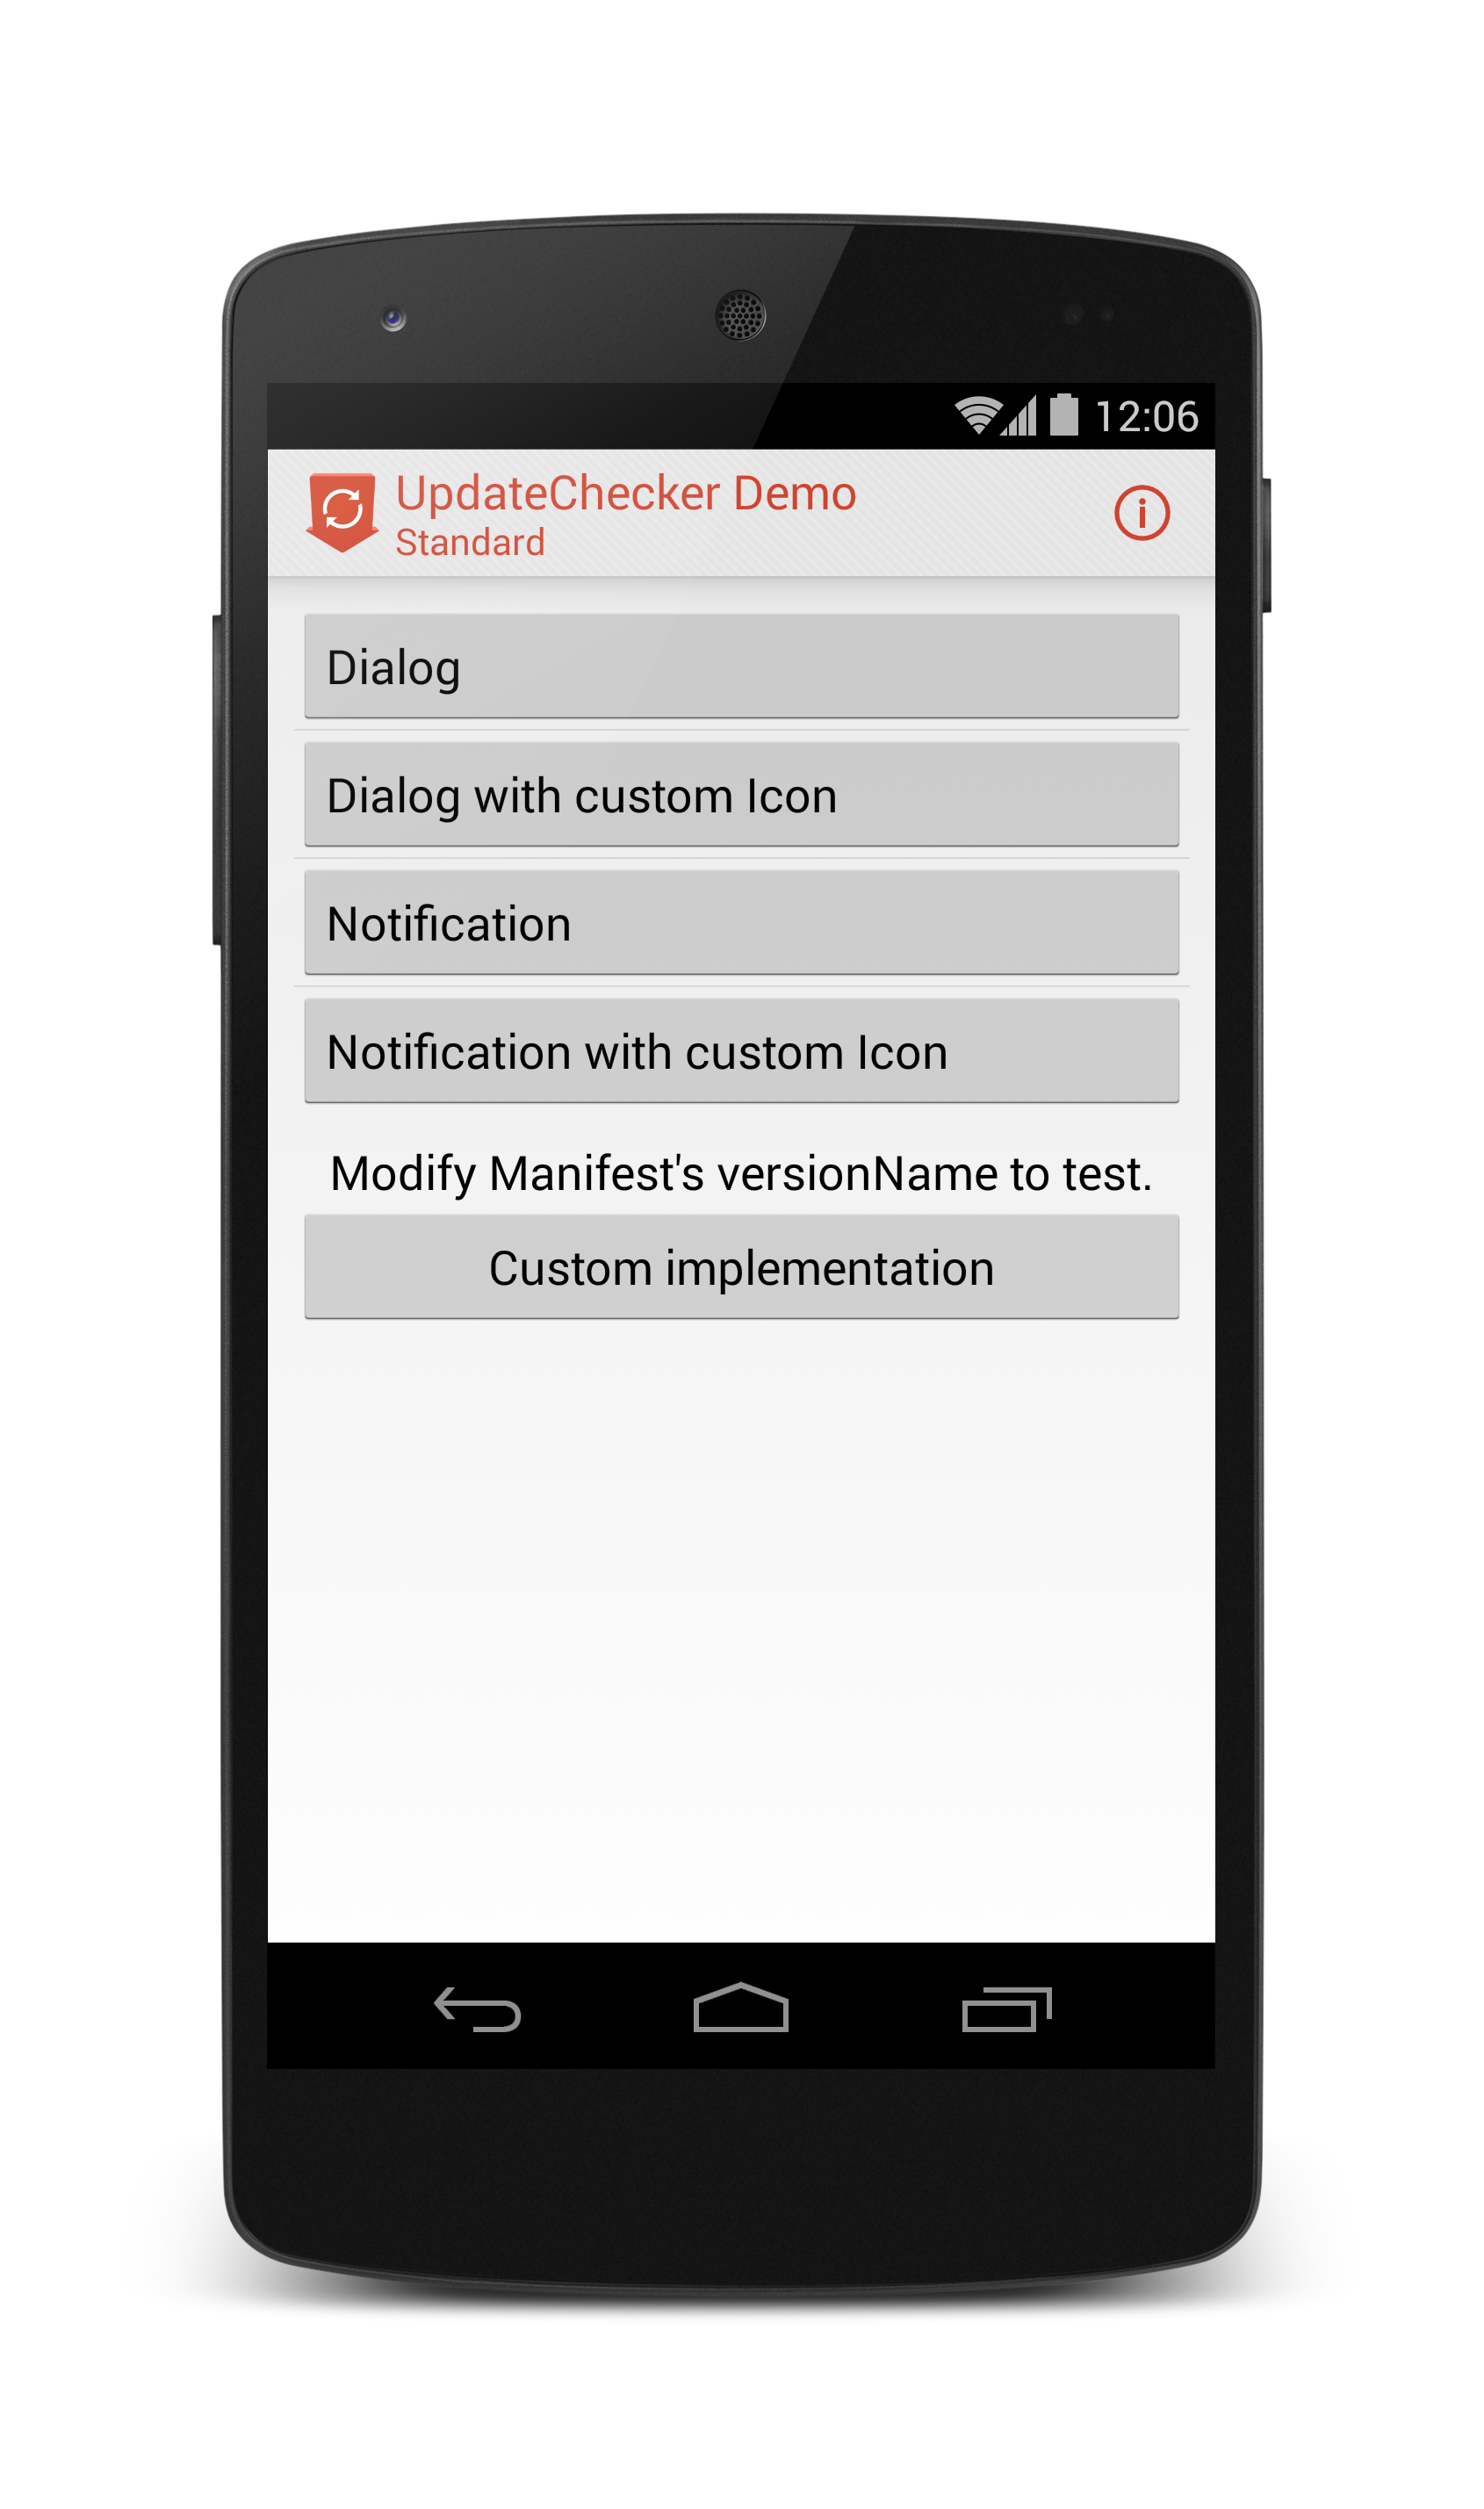 12:06
UpdateChecker Demo
Standard
Dialog
Dialog with custom Icon
Notification
Notification with custom Icon
Modify Manifest's versionName to test.
Custom implementation